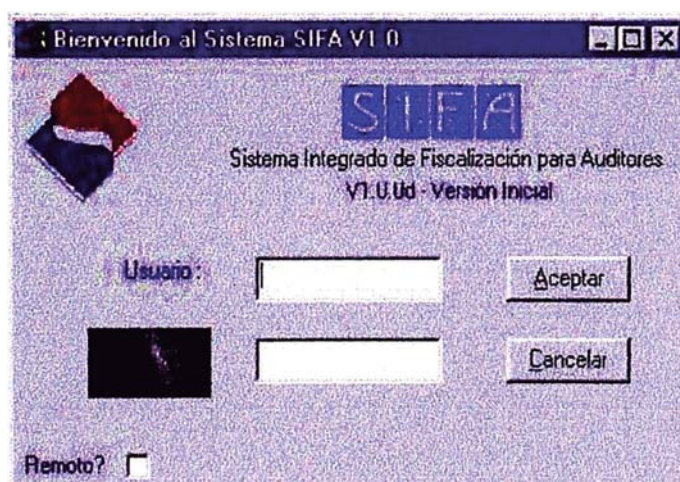 Bienvenido al Sistema SIFA V1.0
SIFA
Sistema Integrado de Fiscalización para Auditores
- Versión Inicial
Usuario :
Aceptar
Cancelar
Remoto?